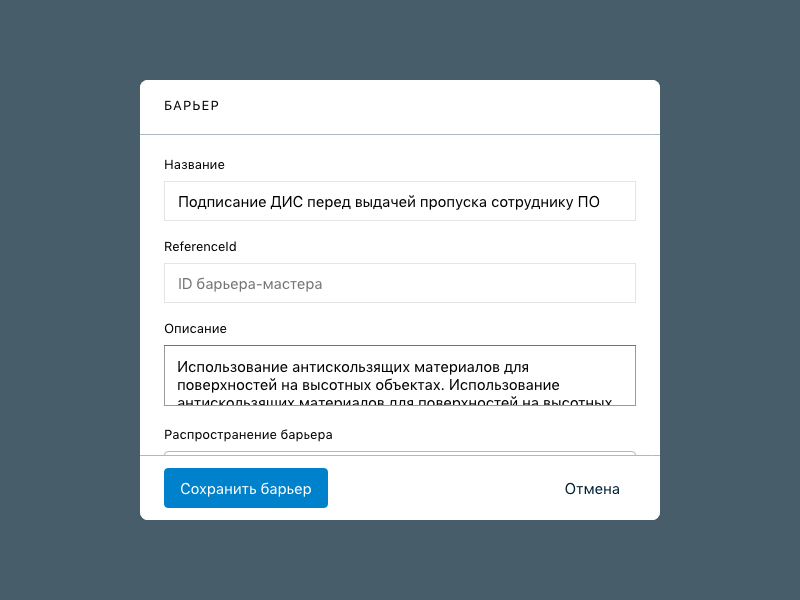 БАРЬЕР
Название
Подписание ДИС перед выдачей пропуска сотруднику ПО
ReferenceId
ID барьера-мастера
Описание
Использование антискользящих материалов для
поверхностей на высотных объектах. Использование
антискользящих материалов для поверхностей на высотных
Распространение барьера
Сохранить барьер
Отмена